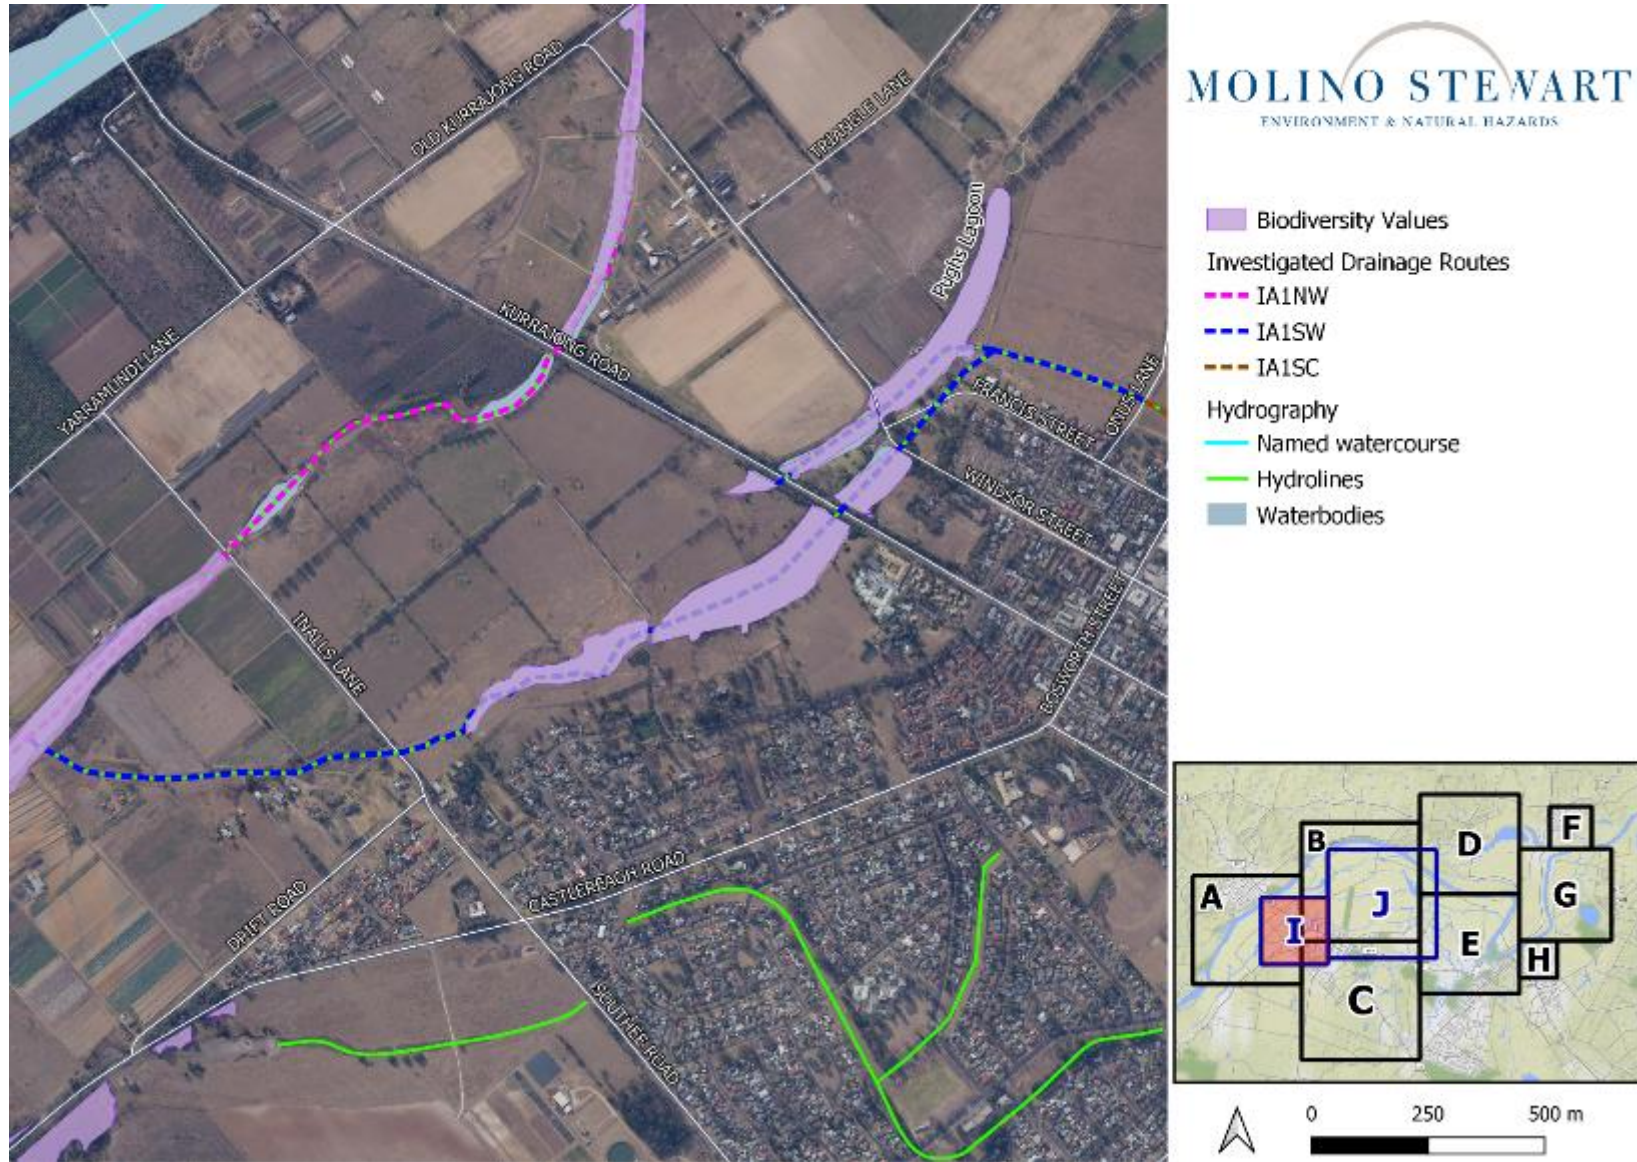 MOLINO STEWART
ENVIRONMENT & NATURAL HAZARDS
Biodiversity Values
Investigated Drainage Routes
IA1NW
IA1SW
IA1SC
Hydrography
Named watercourse
Hydrolines
Waterbodies
OLD KURRAJONG ROAD
TRIANGLE LANE
Pughs Lagoon
KURRAJONG ROAD
YARRAMUNDI LANE
ONUS LANE
FRANCIS STREET
WINDSOR STREET
INALLS LANE
BOSWORTH STREET
CASTLEREAGH ROAD
DRIFT ROAD
SOUTHEE ROAD
A
B
C
D
E
F
G
H
I
J
0 250 500 m